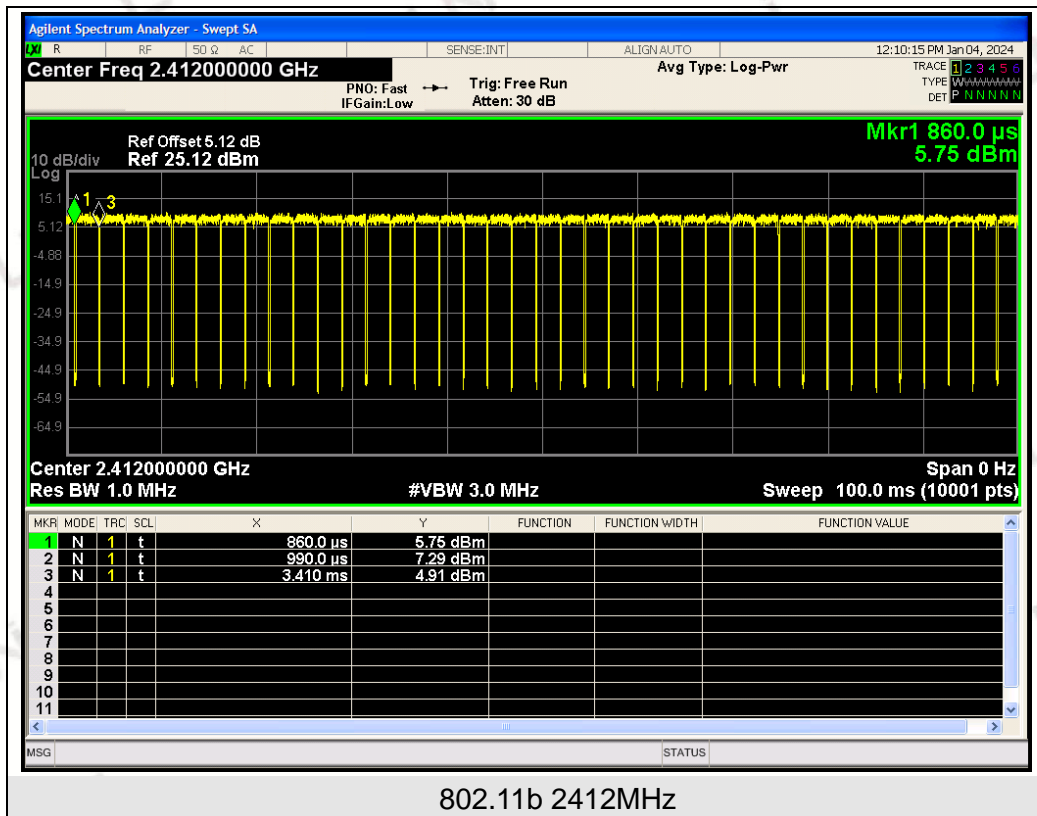 Agilent Spectrum Analyzer - Swept SA
LXI R RF 50 Ω AC SENSE:INT ALIGN AUTO 12:10:15 PM Jan 04, 2024
Center Freq 2.412000000 GHz Avg Type: Log-Pwr TRACE 1 2 3 4 5 6
PNO: Fast Trig: Free Run TYPE WWWWWW
IFGain:Low Atten: 30 dB DET P N N N N N
Mkr1 860.0 µs
Ref Offset 5.12 dB
10 dB/div Ref 25.12 dBm 5.75 dBm
Log
15.1
1 3
5.12
-4.88
-14.9
-24.9
-34.9
-44.9
-54.9
-64.9
Center 2.412000000 GHz Span 0 Hz
Res BW 1.0 MHz #VBW 3.0 MHz Sweep 100.0 ms (10001 pts)
MKR MODE TRC SCL X Y FUNCTION FUNCTION WIDTH FUNCTION VALUE
1 N 1 t 860.0 µs 5.75 dBm
2 N 1 t 990.0 µs 7.29 dBm
3 N 1 t 3.410 ms 4.91 dBm
4
5
6
7
8
9
10
11
MSG STATUS
802.11b 2412MHz